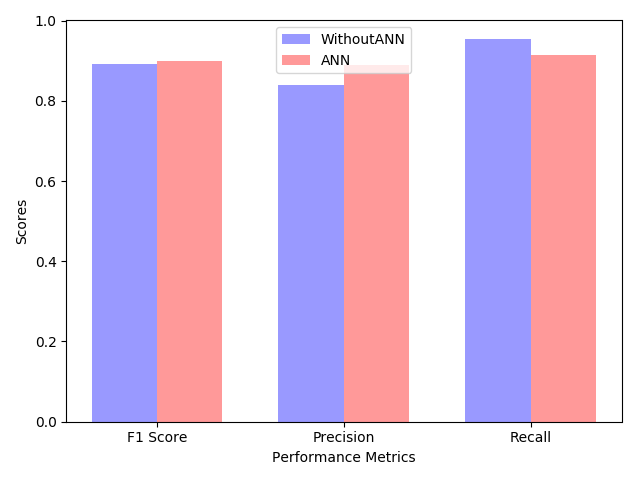 1.0
0.8
0.6
0.4
0.2
0.0
Scores
WithoutANN
ANN
F1 Score
Precision
Recall
Performance Metrics